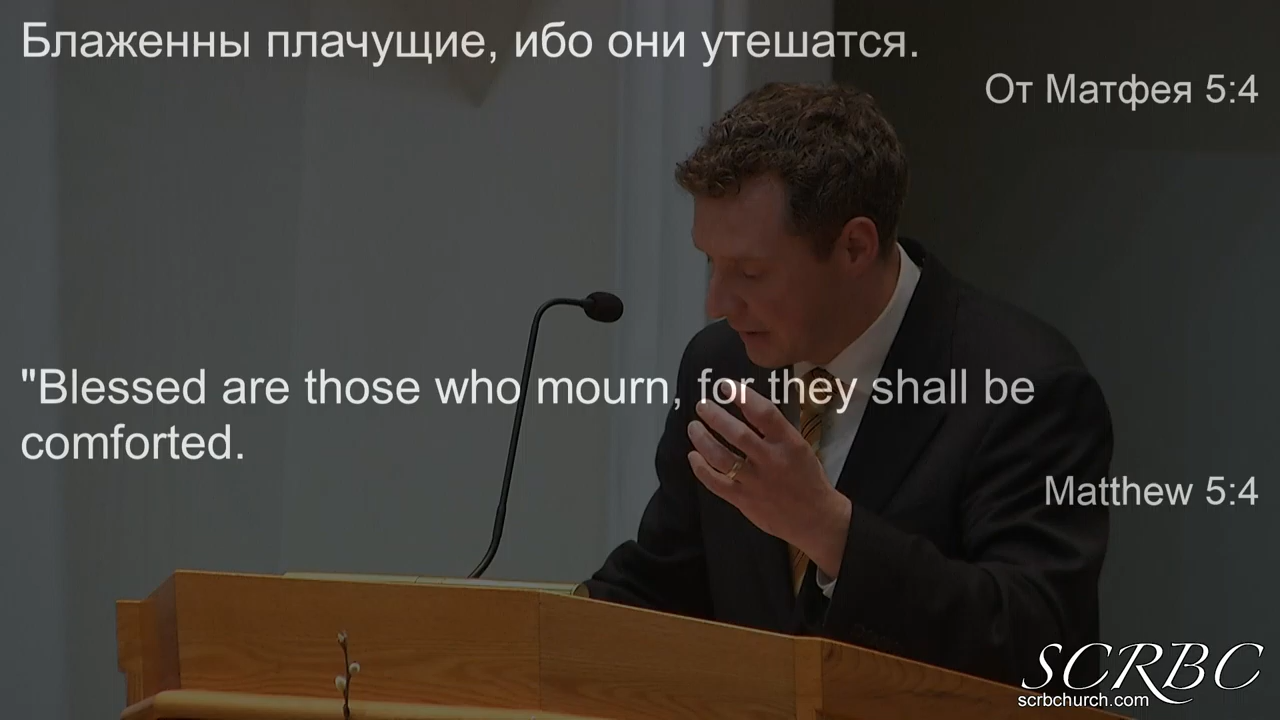 Блаженны плачущие, ибо они утешатся.
От Матфея 5:4
"Blessed are those who mourn, for they shall be
comforted.
Matthew 5:4
SCRBC
scrbchurch.com